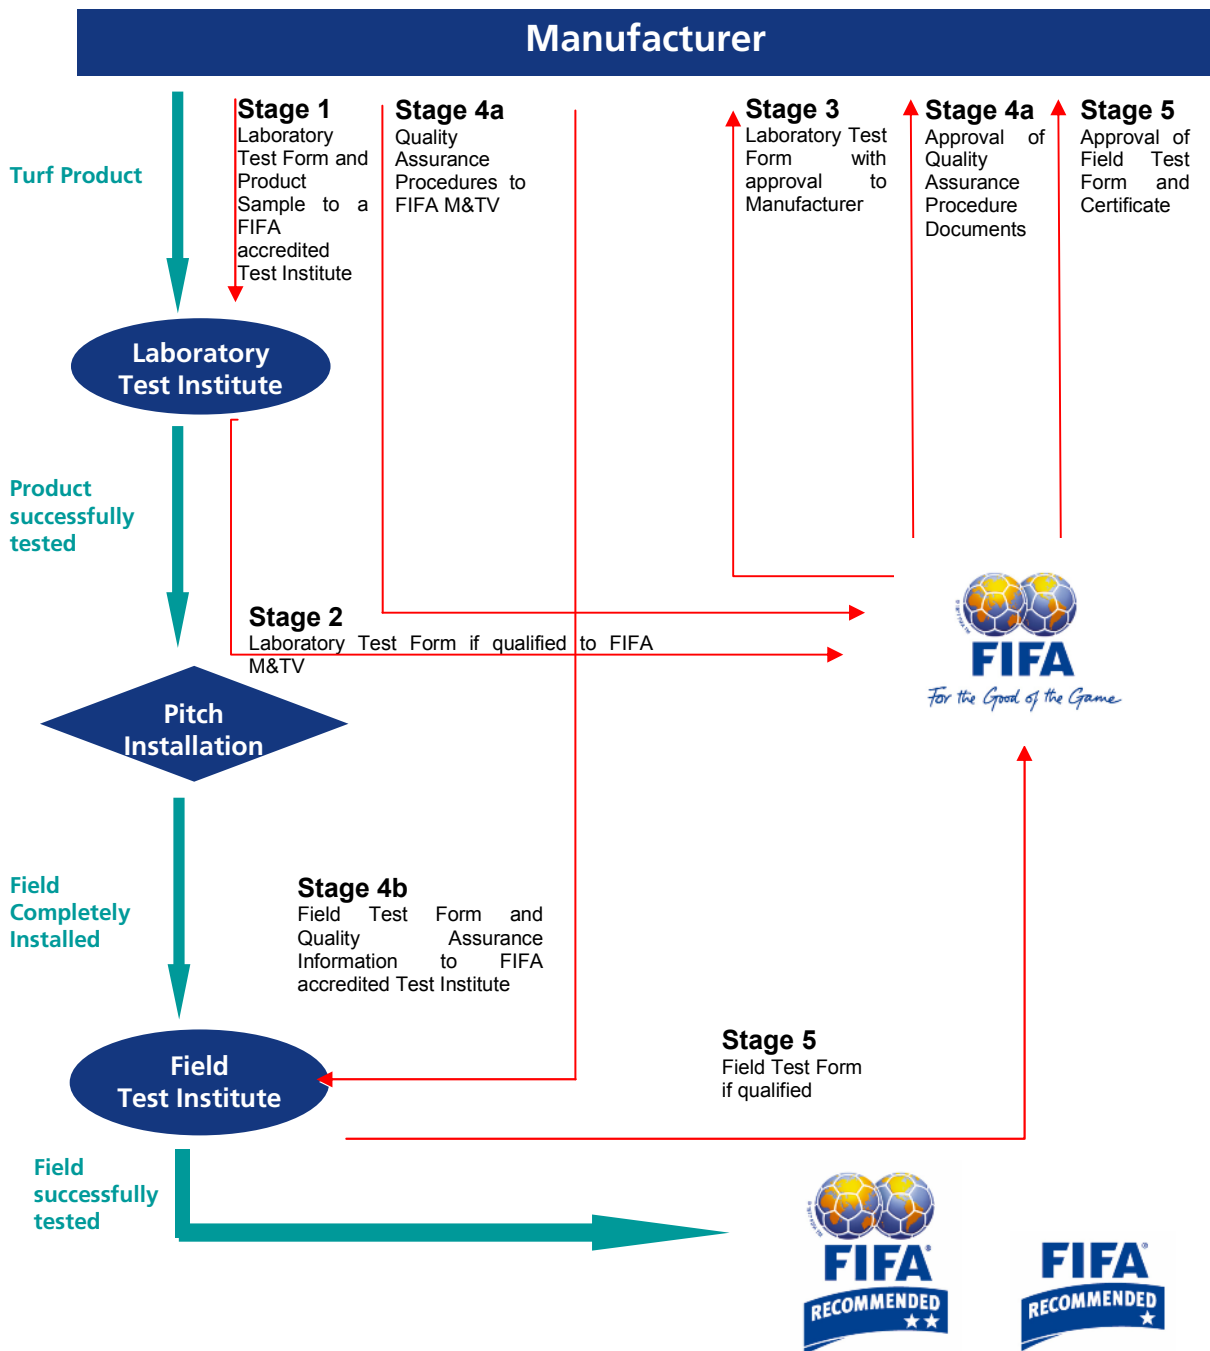 Manufacturer
Stage 1
Laboratory
Test Form and
Product
Sample to a
FIFA
accredited
Test Institute
Stage 4a
Quality
Assurance
Procedures to
FIFA M&TV
Stage 3
Laboratory Test
Form with
approval to
Manufacturer
Stage 4a
Approval of
Quality
Assurance
Procedure
Documents
Stage 5
Approval of
Field Test
Form and
Certificate
Turf Product
Laboratory
Test Institute
Product
successfully
tested
Stage 2
Laboratory Test Form if qualified to FIFA
M&TV
FIFA
For the Good of the Game
Pitch
Installation
Field
Completely
Installed
Stage 4b
Field Test Form and
Quality Assurance
Information to FIFA
accredited Test Institute
Stage 5
Field Test Form
if qualified
Field
Test Institute
Field
successfully
tested
FIFA®
RECOMMENDED
FIFA®
RECOMMENDED